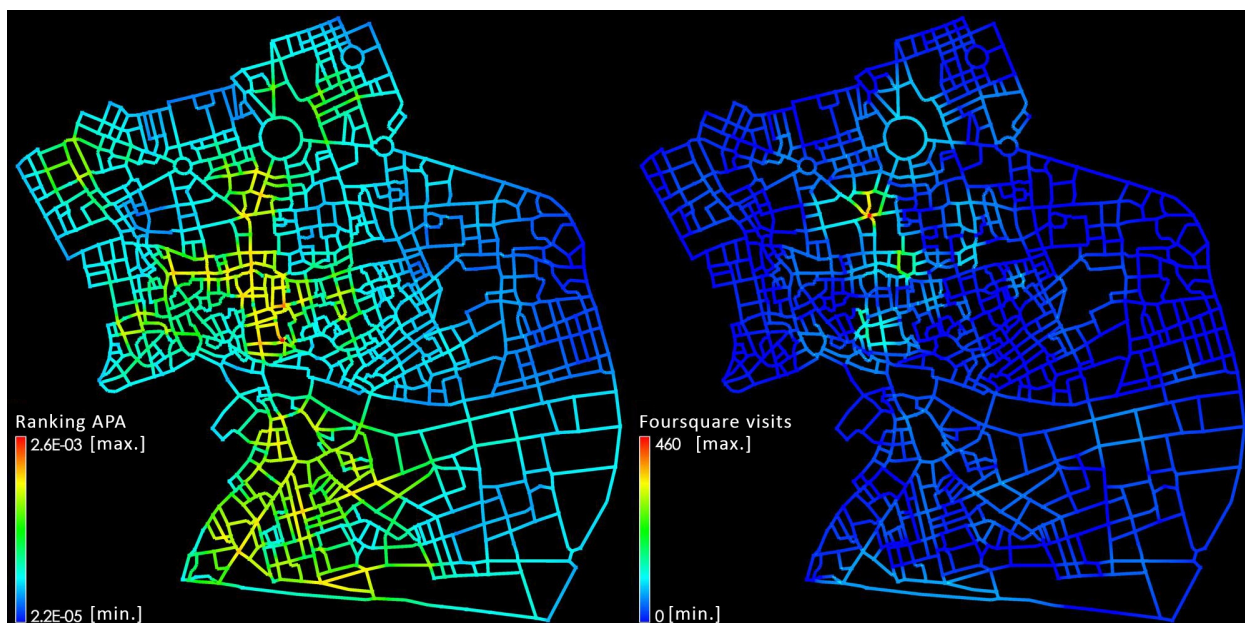 Ranking APA
2.6E-03 [max.]
2.2E-05 [min.]
Foursquare visits
460 [max.]
0 [min.]